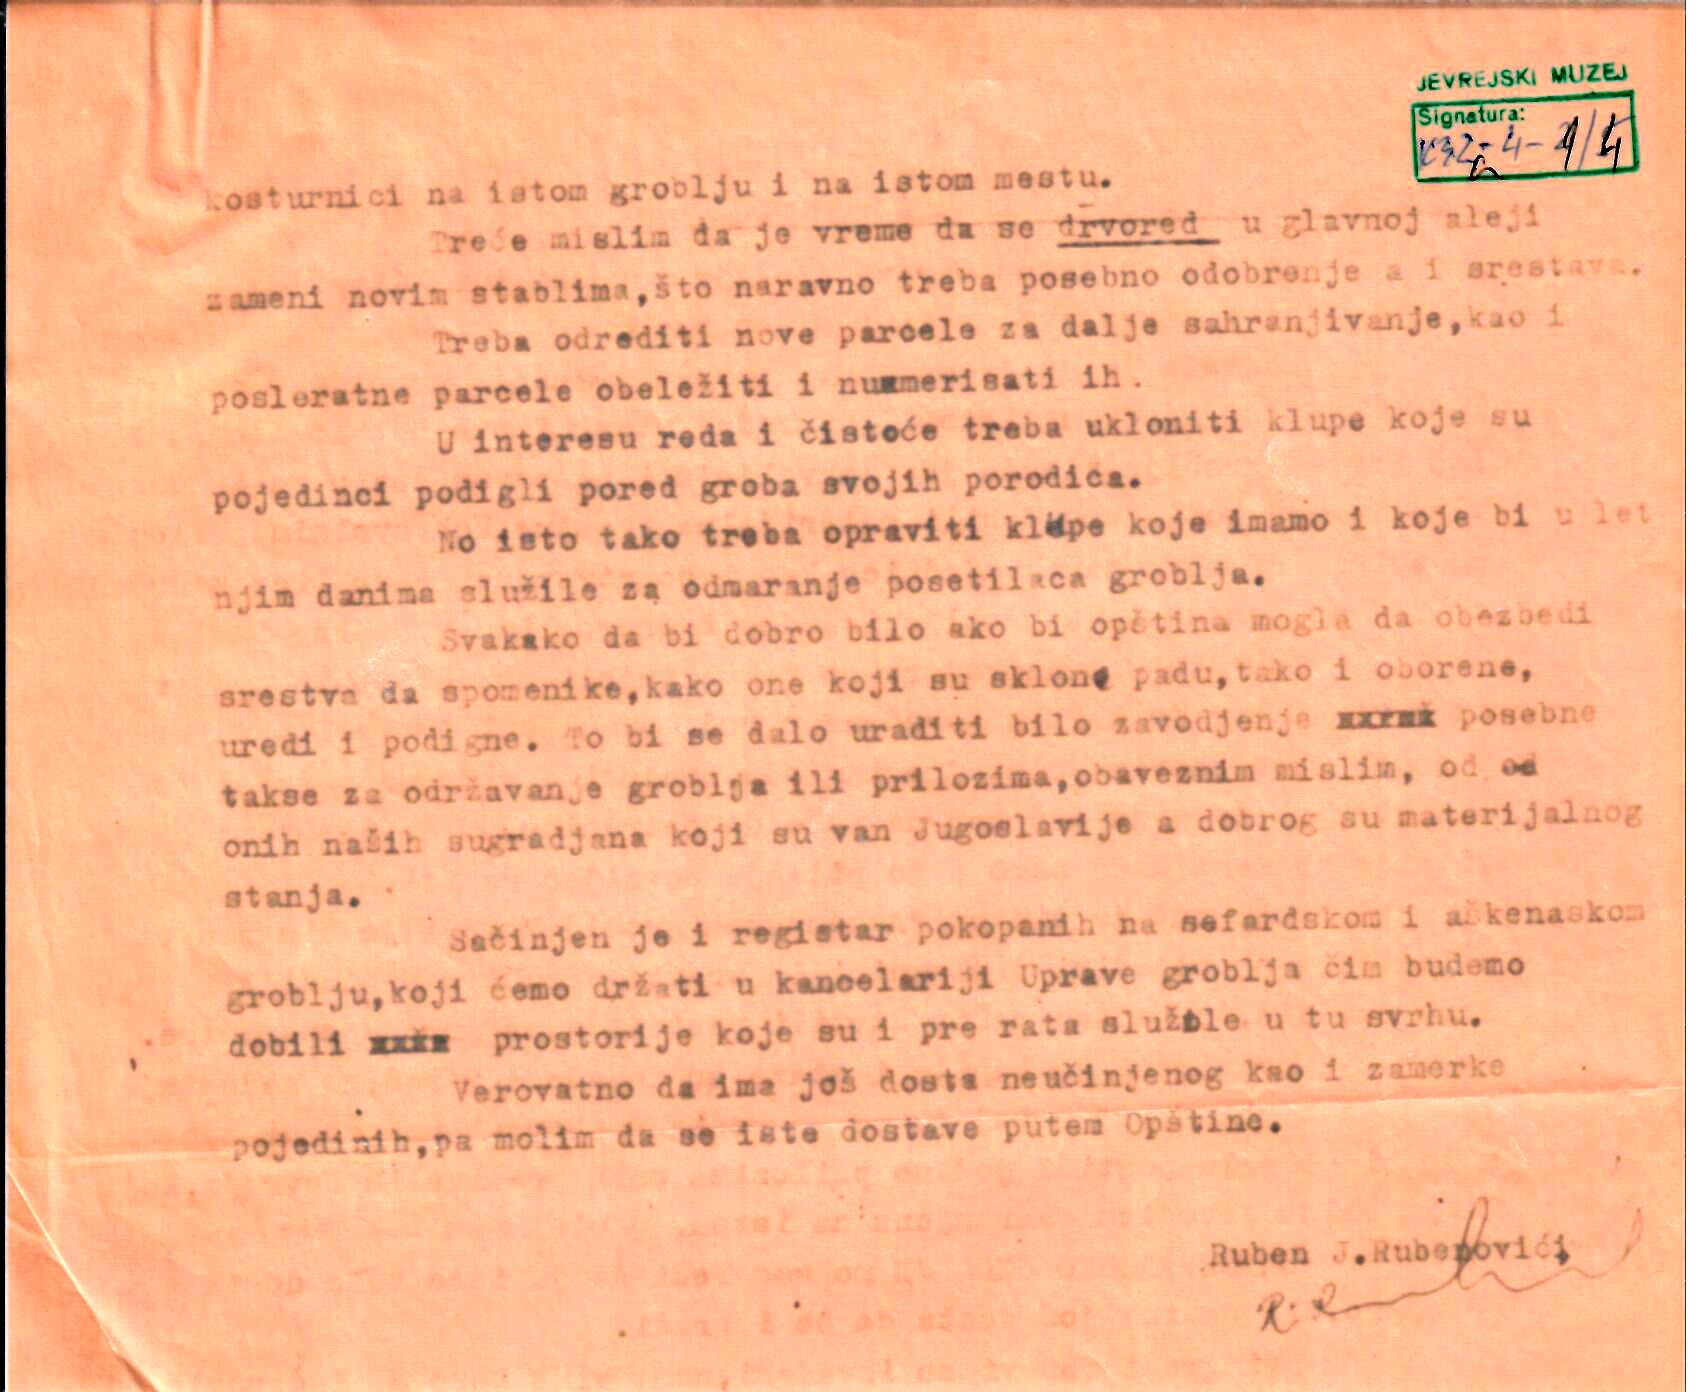 JEVREJSKI MUZEJ
Signatura:
kosturnici na istom groblju i na istom mestu.
Treće mislim da je vreme da se drvored u glavnoj aleji
zameni novim stablima,što naravno treba posebno odobrenje a i srestava.
Treba odrediti nove parcele za dalje sahranjivanje,kao i
posleratne parcele obeležiti i nummerisati ih.
U interesu reda i čistoće treba ukloniti klupe koje su
pojedinci podigli pored groba svojih porodica.
No isto tako treba opraviti klupe koje imamo i koje bi u let
njim danima služile za odmaranje posetilaca groblja.
Svakako da bi dobro bilo ako bi opština mogla da obezbedi
srestva da spomenike,kako one koji su sklone padu,tako i oborene,
uredi i podigne. To bi se dalo uraditi bilo zavodjenje posebne
takse za održavanje groblja ili prilozima,obaveznim mislim, od od
onih naših sugradjana koji su van Jugoslavije a dobrog su materijalnog
stanja.
Sačinjen je i registar pokopanih na sefardskom i aškenaskom
groblju,koji ćemo držati u kancelariji Uprave groblja čim budemo
dobili prostorije koje su i pre rata služile u tu svrhu.
Verovatno da ima još dosta neučinjenog kao i zamerke
pojedinih,pa molim da se iste dostave putem Opštine.
Ruben J.Rubenovići